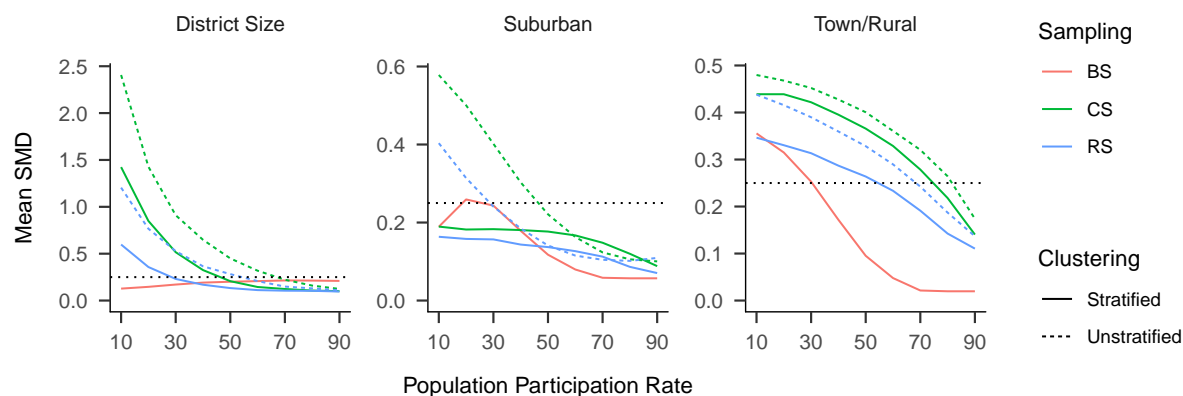 District Size
Suburban
Town/Rural
Mean SMD
2.5
2.0
1.5
1.0
0.5
0.0
10 30 50 70 90
0.6
0.4
0.2
0.0
10 30 50 70 90
0.5
0.4
0.3
0.2
0.1
0.0
10 30 50 70 90
Population Participation Rate
Sampling
BS
CS
RS
Clustering
Stratified
Unstratified